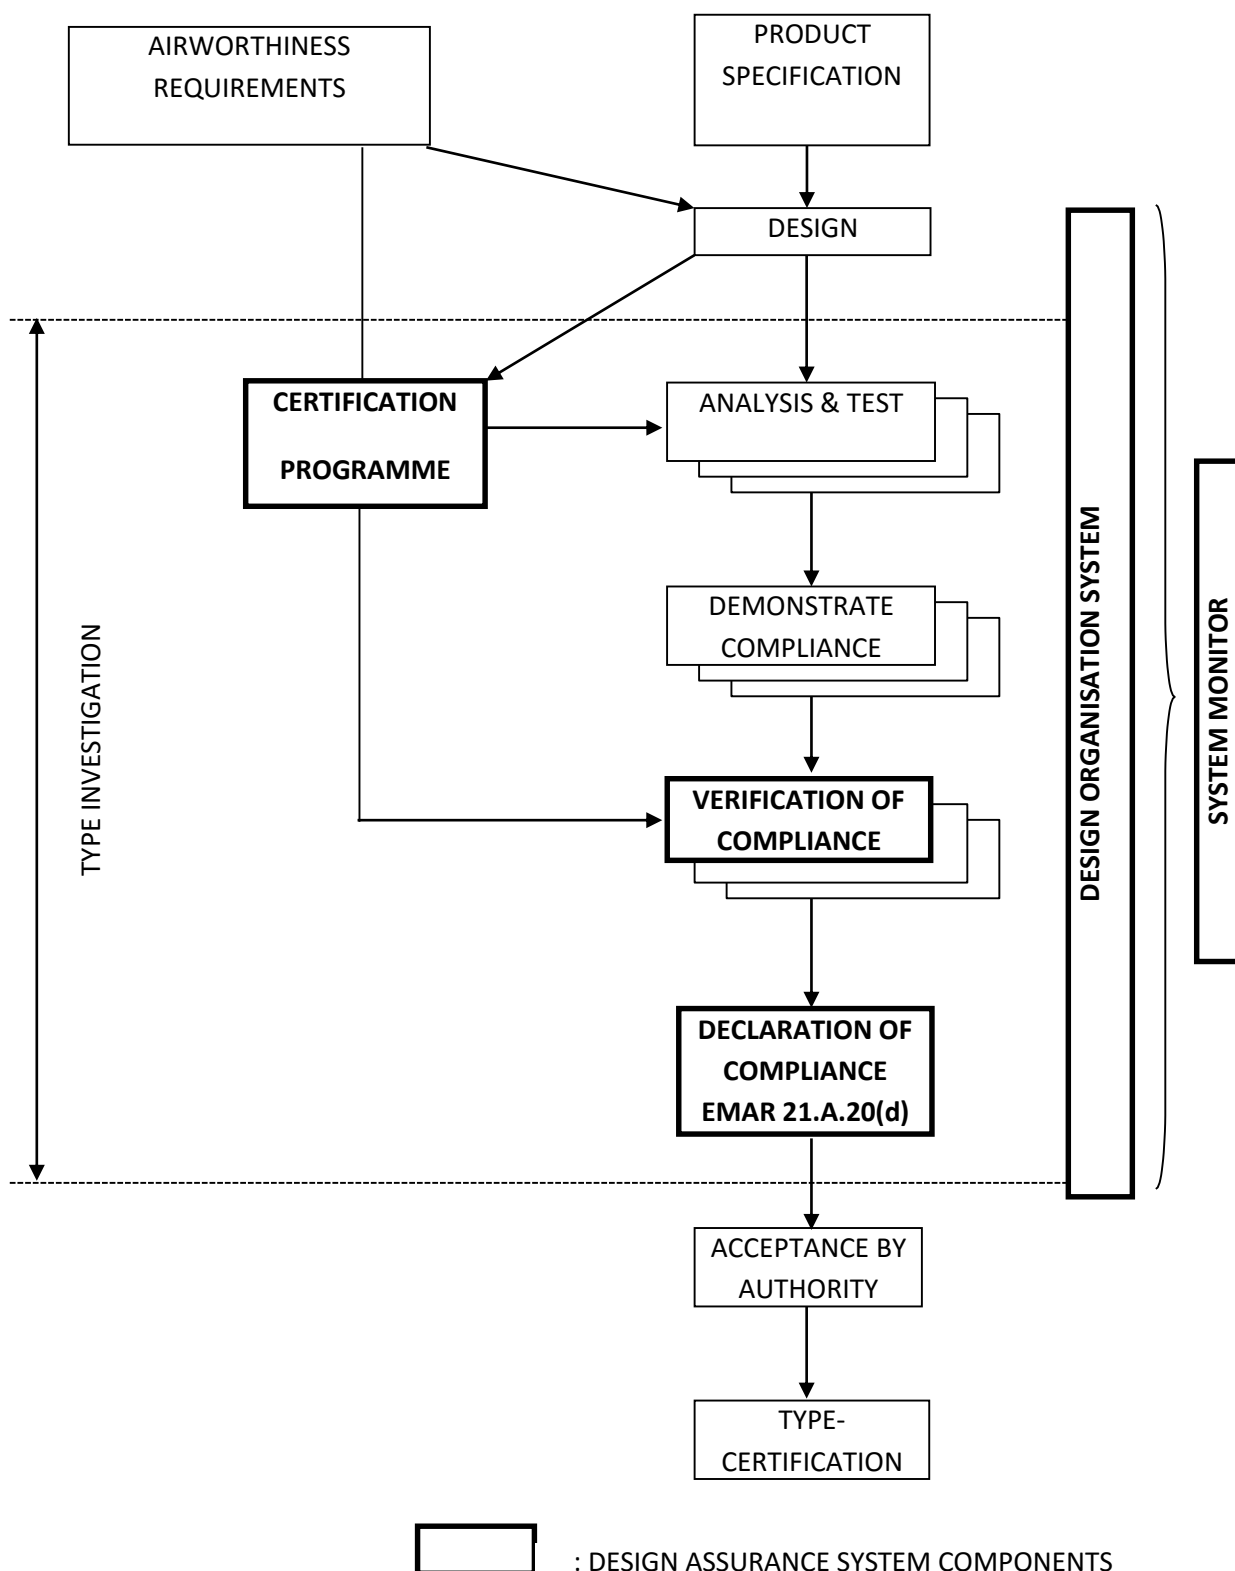 AIRWORTHINESS
REQUIREMENTS
PRODUCT
SPECIFICATION
DESIGN
CERTIFICATION
PROGRAMME
ANALYSIS & TEST
DEMONSTRATE
COMPLIANCE
VERIFICATION OF
COMPLIANCE
DECLARATION OF
COMPLIANCE
EMAR 21.A.20(d)
ACCEPTANCE BY
AUTHORITY
TYPE-
CERTIFICATION
TYPE INVESTIGATION
DESIGN ORGANISATION SYSTEM
SYSTEM MONITOR
: DESIGN ASSURANCE SYSTEM COMPONENTS